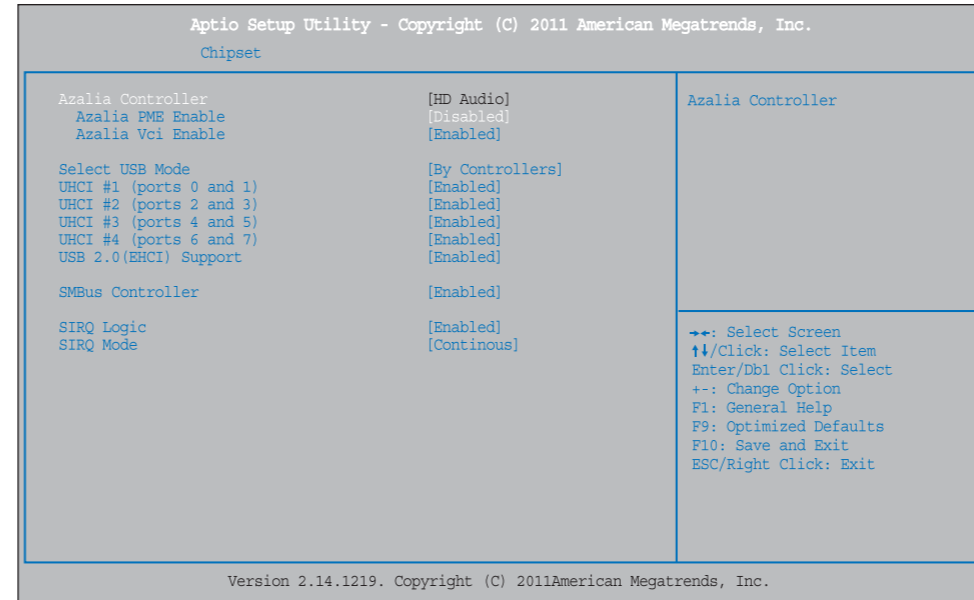 Aptio Setup Utility - Copyright (C) 2011 American Megatrends, Inc.
Chipset
Azalia Controller [HD Audio]
Azalia PME Enable [Disabled]
Azalia Vci Enable [Enabled]
Select USB Mode [By Controllers]
UHCI #1 (ports 0 and 1) [Enabled]
UHCI #2 (ports 2 and 3) [Enabled]
UHCI #3 (ports 4 and 5) [Enabled]
UHCI #4 (ports 6 and 7) [Enabled]
USB 2.0(EHCI) Support [Enabled]
SMBus Controller [Enabled]
SIRQ Logic [Enabled]
SIRQ Mode [Continous]
Azalia Controller
→←: Select Screen
↑↓/Click: Select Item
Enter/Dbl Click: Select
+-: Change Option
F1: General Help
F9: Optimized Defaults
F10: Save and Exit
ESC/Right Click: Exit
Version 2.14.1219. Copyright (C) 2011American Megatrends, Inc.